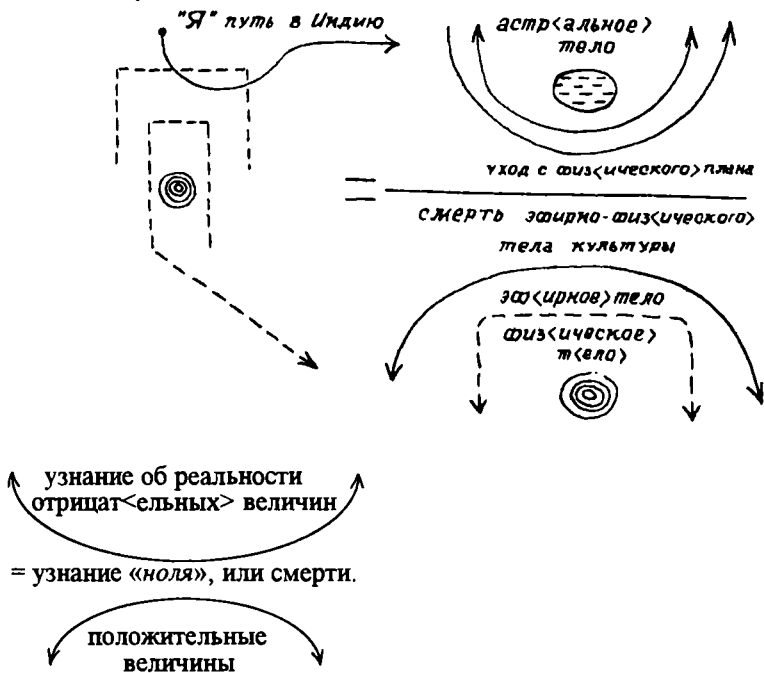 "Я" путь в Индию
астр<альное>
тело
уход с физ<ического> плана
=
смерть эфирно-физ<ического>
тела культуры
эф<ирное> тело
физ<ическое>
т<ело>
узнание об реальности
отрицат<ельных> величин
= узнание «ноля», или смерти.
положительные
величины